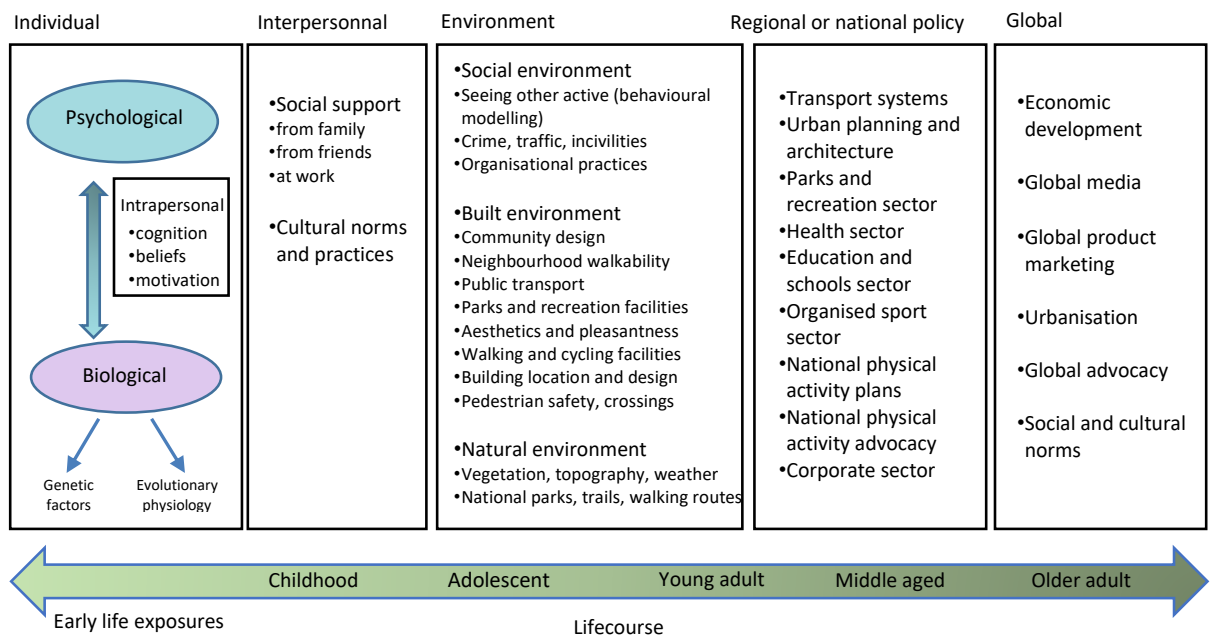 Individual
Interpersonnal
Environment
Regional or national policy
Global
Psychological
Intrapersonal
•cognition
•beliefs
•motivation
Biological
Genetic
factors
Evolutionary
physiology
•Social support
•from family
•from friends
•at work
•Cultural norms
and practices
•Social environment
•Seeing other active (behavioural
modelling)
•Crime, traffic, incivilities
•Organisational practices
•Built environment
•Community design
•Neighbourhood walkability
•Public transport
•Parks and recreation facilities
•Aesthetics and pleasantness
•Walking and cycling facilities
•Building location and design
•Pedestrian safety, crossings
•Natural environment
•Vegetation, topography, weather
•National parks, trails, walking routes
•Transport systems
•Urban planning and
architecture
•Parks and
recreation sector
•Health sector
•Education and
schools sector
•Organised sport
sector
•National physical
activity plans
•National physical
activity advocacy
•Corporate sector
•Economic
development
•Global media
•Global product
marketing
•Urbanisation
•Global advocacy
•Social and cultural
norms
Childhood
Adolescent
Young adult
Middle aged
Older adult
Early life exposures
Lifecourse